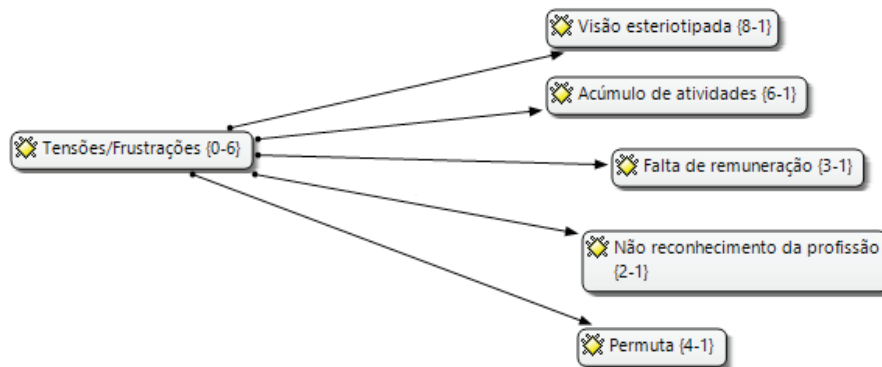 Visão esteriotipada {8-1}
Acúmulo de atividades {6-1}
Tensões/Frustrações {0-6}
Falta de remuneração {3-1}
Não reconhecimento da profissão
{2-1}
Permuta {4-1}